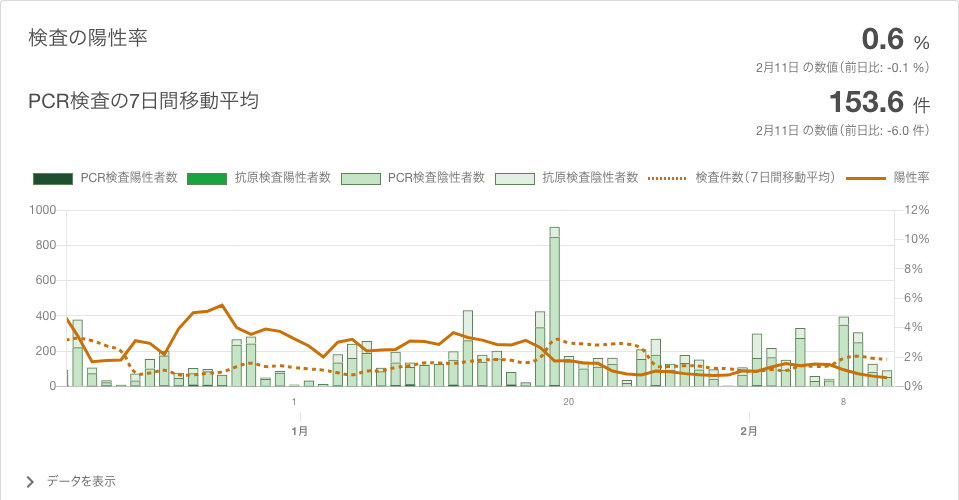 検査の陽性率
0.6 %
2月11日 の数値（前日比: -0.1 %）
PCR検査の7日間移動平均
153.6 件
2月11日 の数値（前日比: -6.0 件）
PCR検査陽性者数 抗原検査陽性者数 PCR検査陰性者数 抗原検査陰性者数 検査件数（7日間移動平均） 陽性率
1000 12%
10%
800
8%
600
6%
400
4%
200 2%
0 0%
1 20 8
1月 2月
データを表示